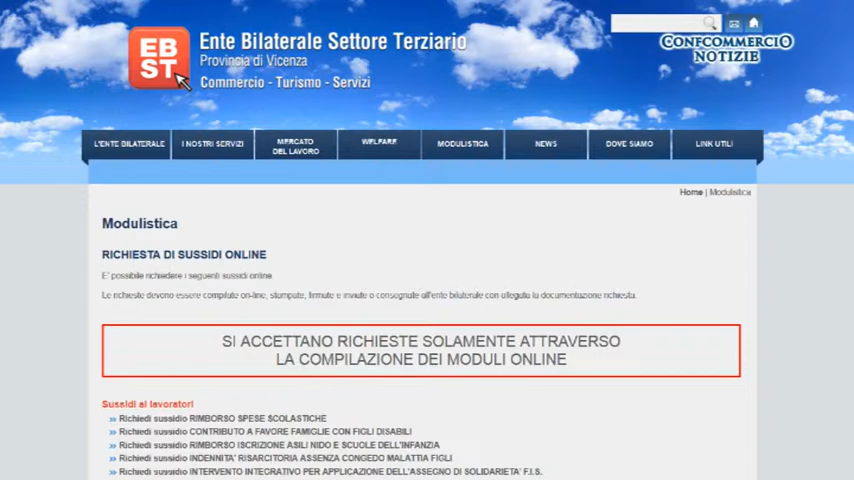 EB
ST
Ente Bilaterale Settore Terziario
Provincia di Vicenza
Commercio - Turismo - Servizi
CONFCOMMERCIO
NOTIZIE
L'ENTE BILATERALE
I NOSTRI SERVIZI
MERCATO
DEL LAVORO
WELFARE
MODULISTICA
NEWS
DOVE SIAMO
LINK UTILI
Home | Modulistica
Modulistica
RICHIESTA DI SUSSIDI ONLINE
E' possibile richiedere i seguenti sussidi online.
Le richieste devono essere compilate on-line, stampate, firmate e inviate o consegnate all'ente bilaterale con allegata la documentazione richiesta.
SI ACCETTANO RICHIESTE SOLAMENTE ATTRAVERSO
LA COMPILAZIONE DEI MODULI ONLINE
Sussidi ai lavoratori
Richiedi sussidio RIMBORSO SPESE SCOLASTICHE
Richiedi sussidio CONTRIBUTO A FAVORE FAMIGLIE CON FIGLI DISABILI
Richiedi sussidio RIMBORSO ISCRIZIONE ASILI NIDO E SCUOLE DELL'INFANZIA
Richiedi sussidio INDENNITA' RISARCITORIA ASSENZA CONGEDO MALATTIA FIGLI
Richiedi sussidio INTERVENTO INTEGRATIVO PER APPLICAZIONE DELL'ASSEGNO DI SOLIDARIETA' F.I.S.